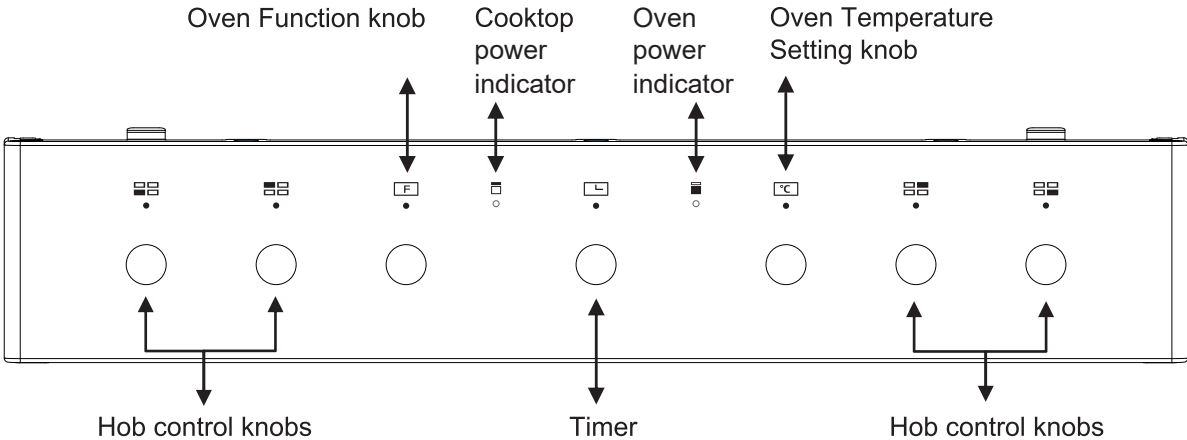 Oven Function knob
Cooktop
power
indicator
Oven
power
indicator
Oven Temperature
Setting knob
F
°C
Hob control knobs
Timer
Hob control knobs